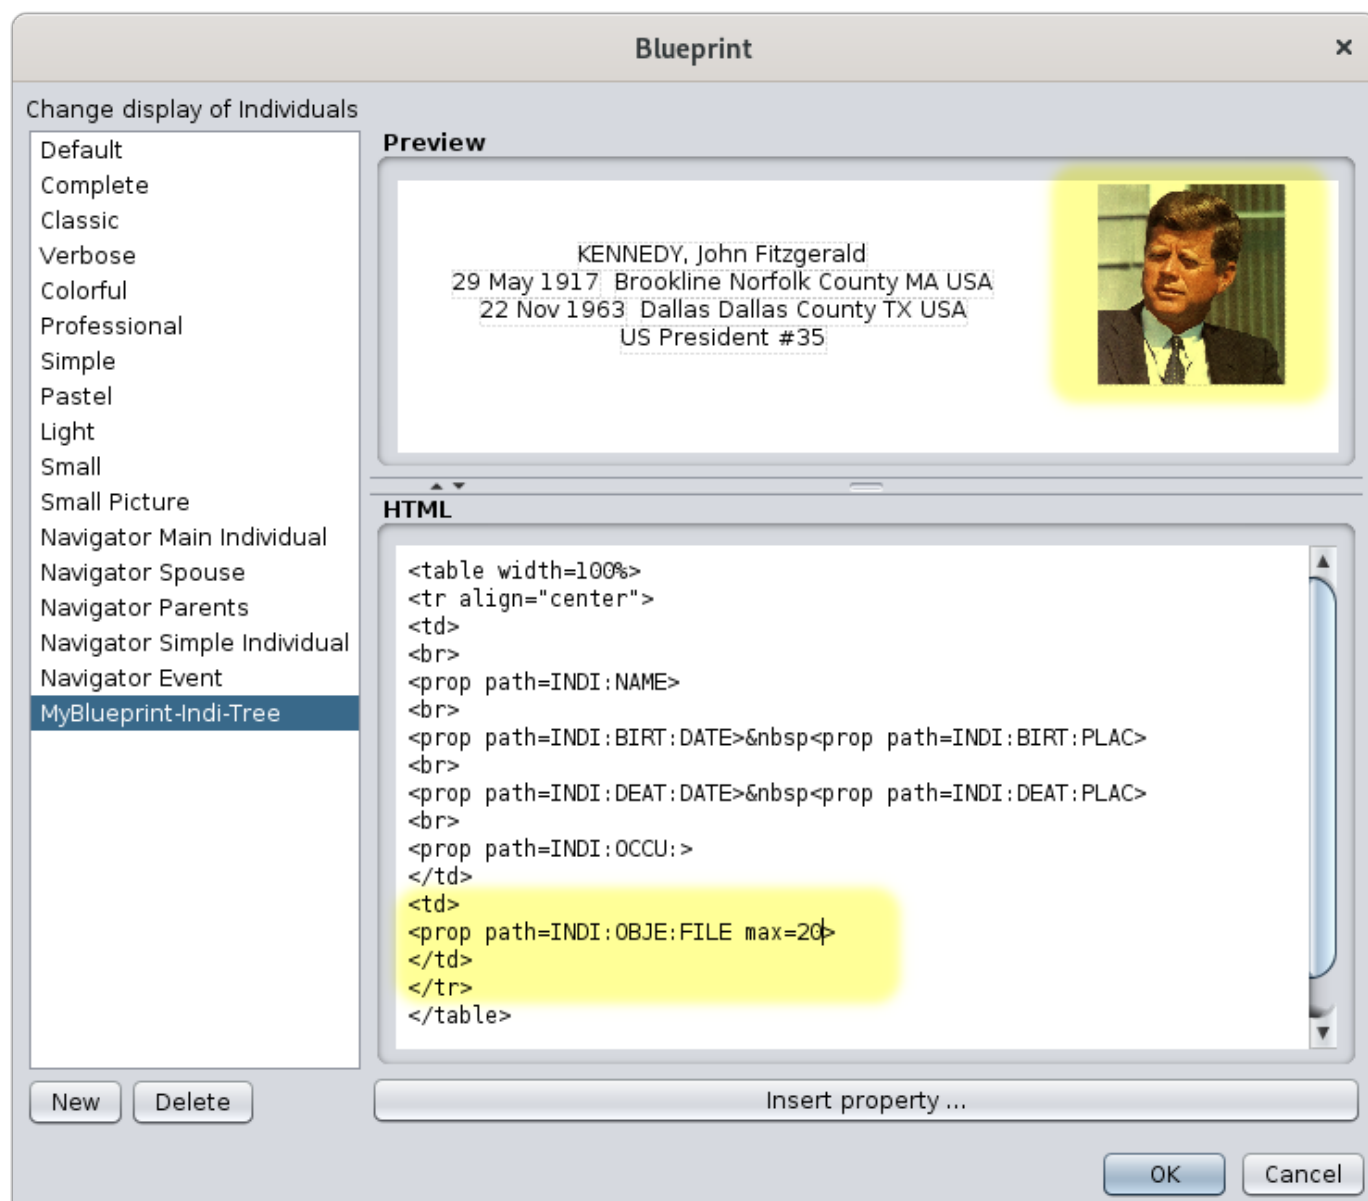 Blueprint
Change display of Individuals
Default
Complete
Classic
Verbose
Colorful
Professional
Simple
Pastel
Light
Small
Small Picture
Navigator Main Individual
Navigator Spouse
Navigator Parents
Navigator Simple Individual
Navigator Event
MyBlueprint-Indi-Tree
New Delete
Preview
KENNEDY, John Fitzgerald
29 May 1917 Brookline Norfolk County MA USA
22 Nov 1963 Dallas Dallas County TX USA
US President #35
HTML
<table width=100%>
<tr align="center">
<td>
<br>
<prop path=INDI:NAME>
<br>
<prop path=INDI:BIRT:DATE>&nbsp<prop path=INDI:BIRT:PLAC>
<br>
<prop path=INDI:DEAT:DATE>&nbsp<prop path=INDI:DEAT:PLAC>
<br>
<prop path=INDI:OCCU:>
</td>
<td>
<prop path=INDI:OBJE:FILE max=20>
</td>
</tr>
</table>
Insert property ...
OK Cancel